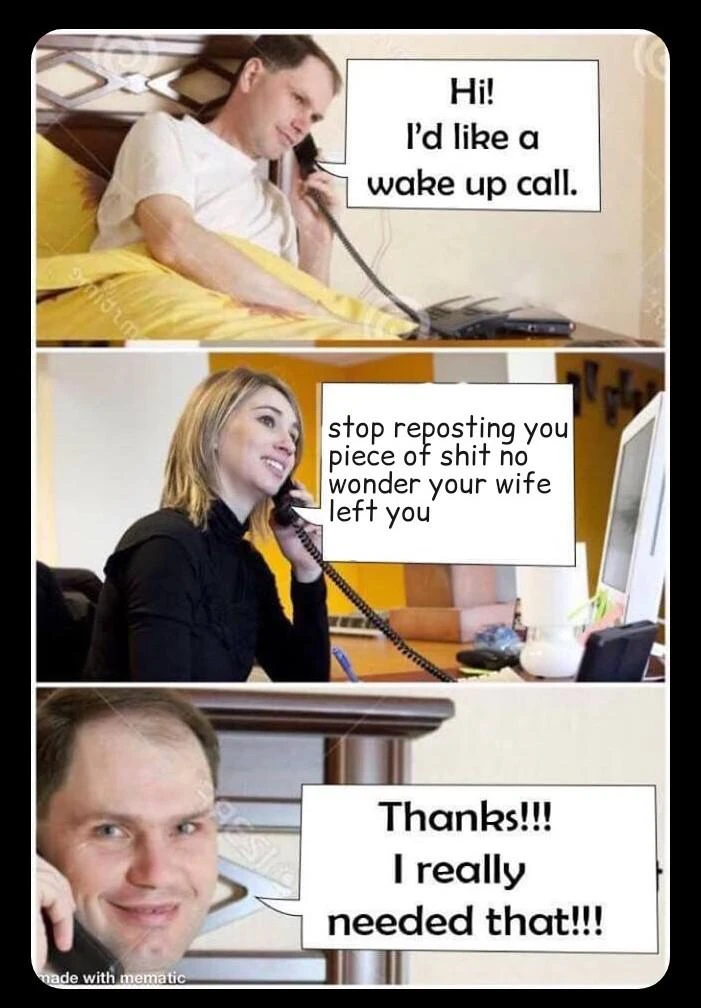 Hi!
I'd like a
wake up call.
stop reposting you
piece of shit no
wonder your wife
left you
Thanks!!!
I really
needed that!!!
made with mematic